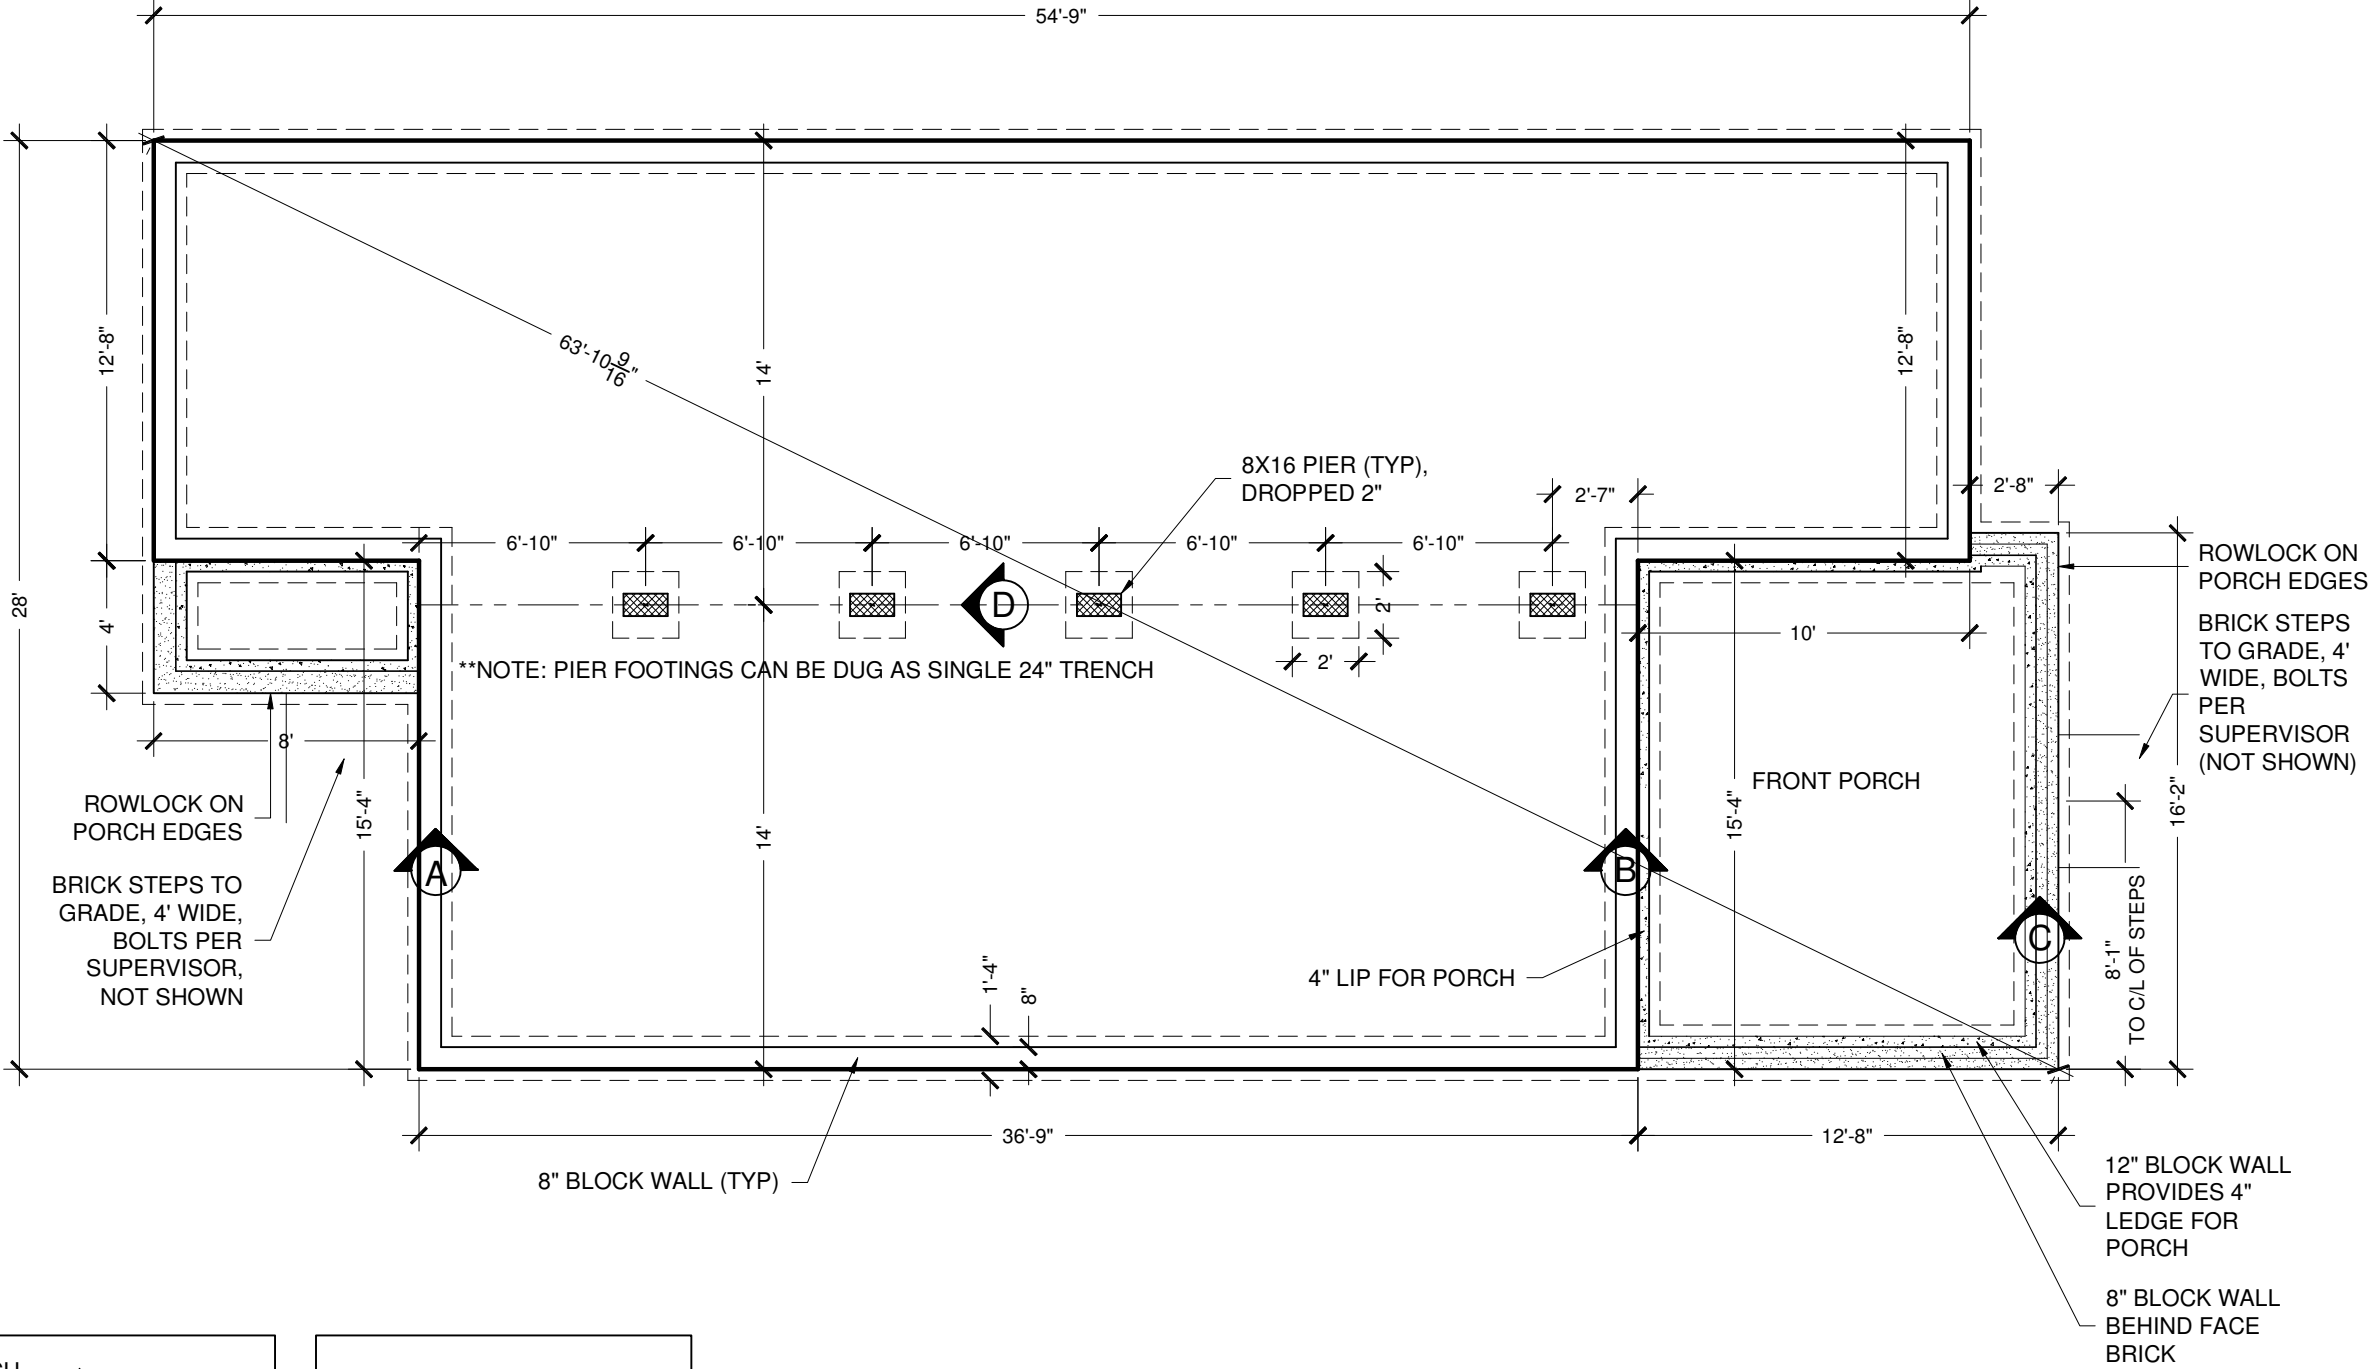 54'-9"
12'-8"
28'
4'
63'-10 9/16"
14'
12'-8"
8X16 PIER (TYP),
DROPPED 2"
2'-7"
2'-8"
6'-10"
6'-10"
6'-10"
6'-10"
6'-10"
ROWLOCK ON
PORCH EDGES
D
2'
2'
10'
**NOTE: PIER FOOTINGS CAN BE DUG AS SINGLE 24" TRENCH
BRICK STEPS
TO GRADE, 4'
WIDE, BOLTS
PER
SUPERVISOR
(NOT SHOWN)
8'
ROWLOCK ON
PORCH EDGES
15'-4"
14'
FRONT PORCH
15'-4"
16'-2"
A
B
C
BRICK STEPS TO
GRADE, 4' WIDE,
BOLTS PER
SUPERVISOR,
NOT SHOWN
8'-1"
TO C/L OF STEPS
4" LIP FOR PORCH
1'-4"
8"
36'-9"
12'-8"
8" BLOCK WALL (TYP)
12" BLOCK WALL
PROVIDES 4"
LEDGE FOR
PORCH
8" BLOCK WALL
BEHIND FACE
BRICK